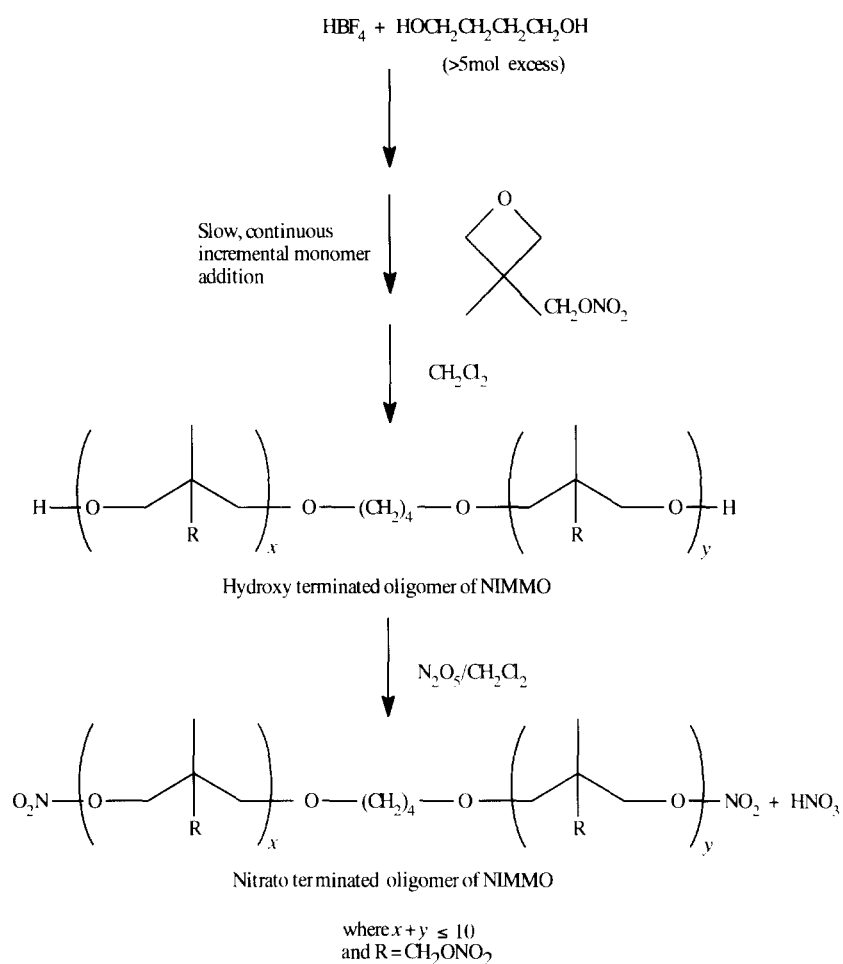 HBF₄ + HOCH₂CH₂CH₂CH₂OH
(>5mol excess)
Slow, continuous
incremental monomer
addition
O
CH₂ONO₂
CH₂Cl₂
H O R x O (CH₂)₄ O R O y H
Hydroxy terminated oligomer of NIMMO
N₂O₅/CH₂Cl₂
O₂N O R x O (CH₂)₄ O R O y NO₂ + HNO₃
Nitrato terminated oligomer of NIMMO
where x + y ≤ 10
and R = CH₂ONO₂